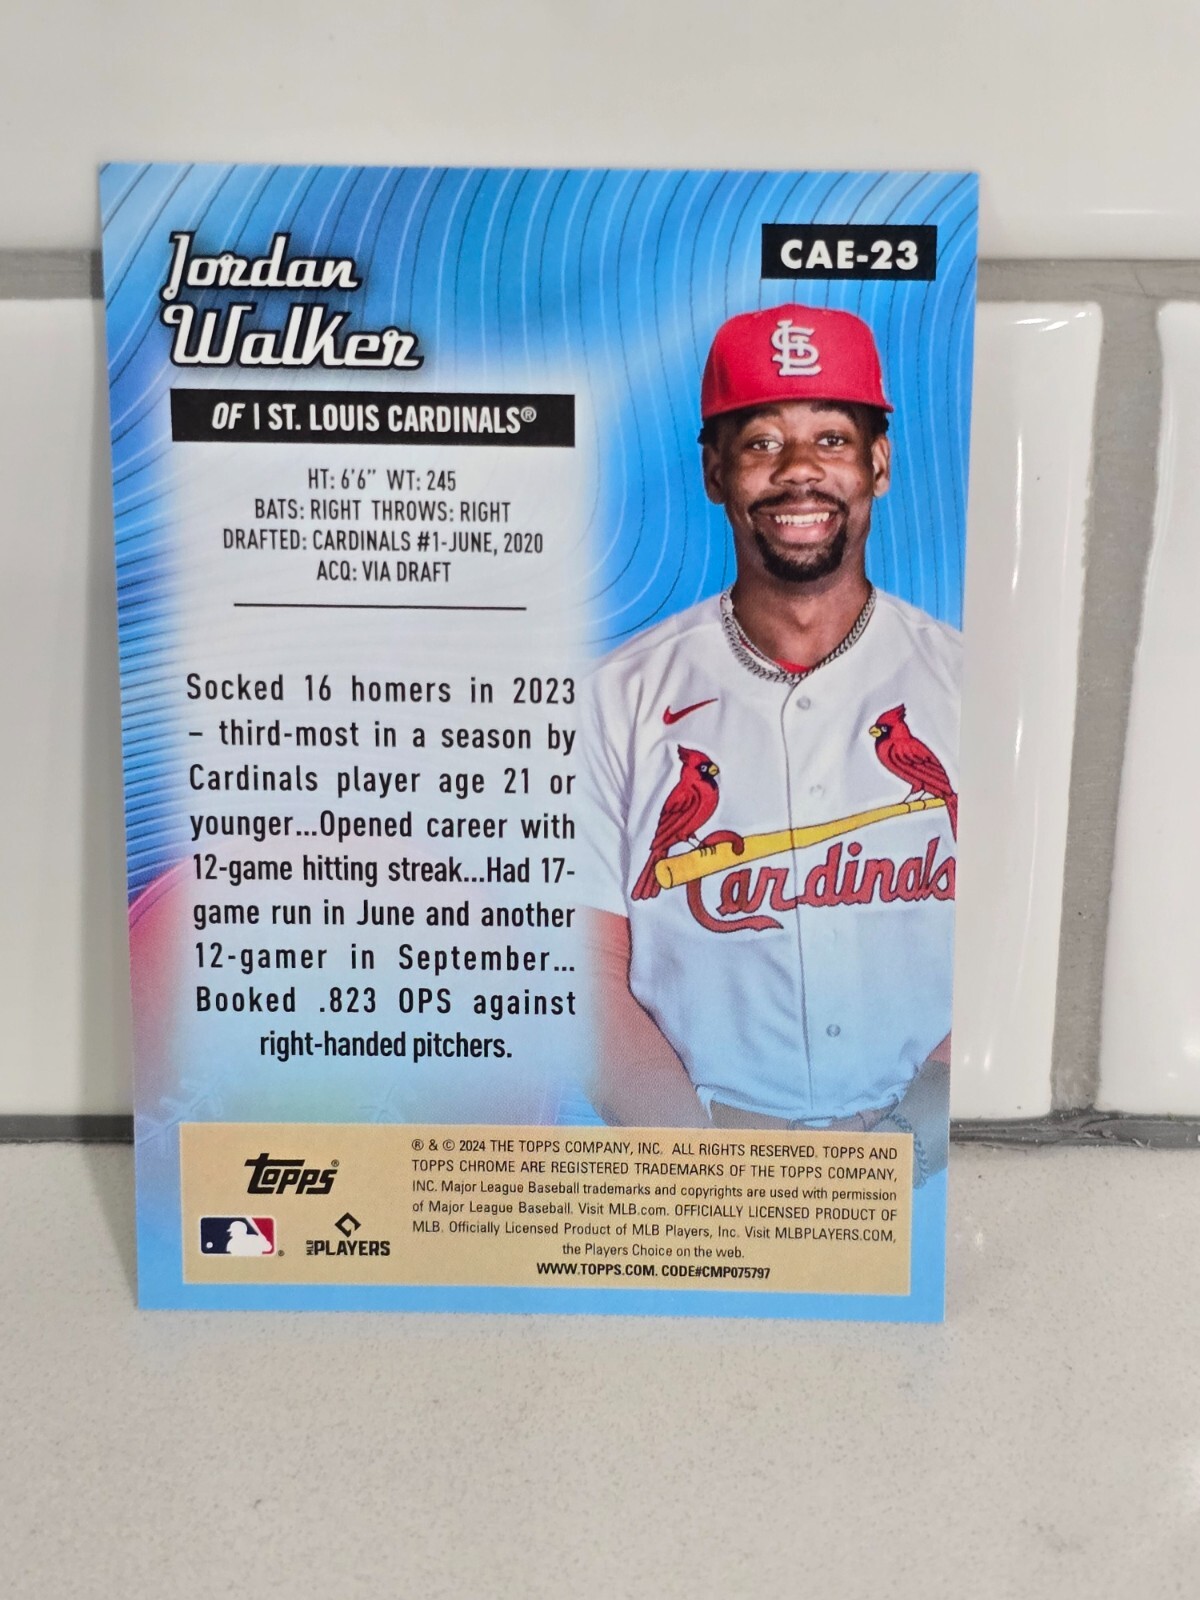 Jordan
Walker
CAE-23
OF | ST. LOUIS CARDINALS®
HT: 6'6" WT: 245
BATS: RIGHT THROWS: RIGHT
DRAFTED: CARDINALS #1-JUNE, 2020
ACQ: VIA DRAFT
Socked 16 homers in 2023
– third-most in a season by
Cardinals player age 21 or
younger...Opened career with
12-game hitting streak...Had 17-
game run in June and another
12-gamer in September...
Booked .823 OPS against
right-handed pitchers.
STL
Cardinals
TOPPS®
MLB PLAYERS
® & © 2024 THE TOPPS COMPANY, INC. ALL RIGHTS RESERVED. TOPPS AND
TOPPS CHROME ARE REGISTERED TRADEMARKS OF THE TOPPS COMPANY,
INC. Major League Baseball trademarks and copyrights are used with permission
of Major League Baseball. Visit MLB.com. OFFICIALLY LICENSED PRODUCT OF
MLB. Officially Licensed Product of MLB Players, Inc. Visit MLBPLAYERS.COM,
the Players Choice on the web.
WWW.TOPPS.COM. CODE#CMP075797